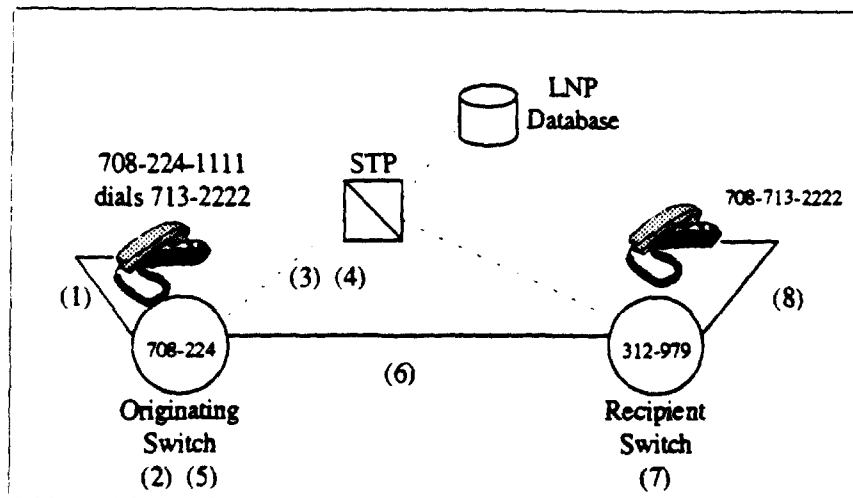 LNP
Database
708-224-1111
dials 713-2222
STP
708-713-2222
(3) (4)
(1)
(8)
708-224
312-979
(6)
Originating
Switch
(2) (5)
Recipient
Switch
(7)